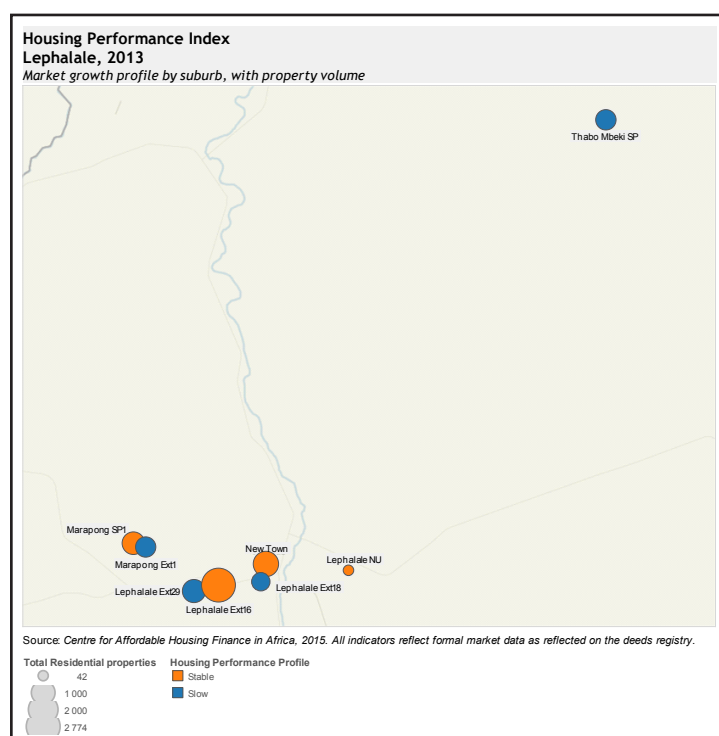 Housing Performance Index
Lephalale, 2013
Market growth profile by suburb, with property volume
Thabo Mbeki SP
Marapong SP1
Marapong Ext1
New Town
Lephalale NU
Lephalale Ext29
Lephalale Ext18
Lephalale Ext16
Source: Centre for Affordable Housing Finance in Africa, 2015. All indicators reflect formal market data as reflected on the deeds registry.
Total Residential properties
42
1 000
2 000
2 774
Housing Performance Profile
Stable
Slow